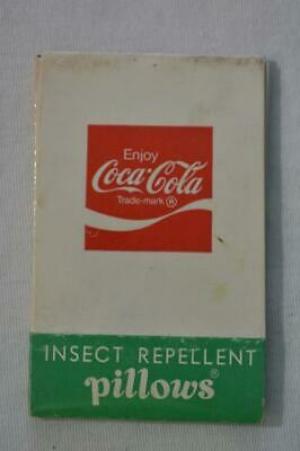 Enjoy
Coca-Cola
Trade-mark ®
INSECT REPELLENT
pillows®